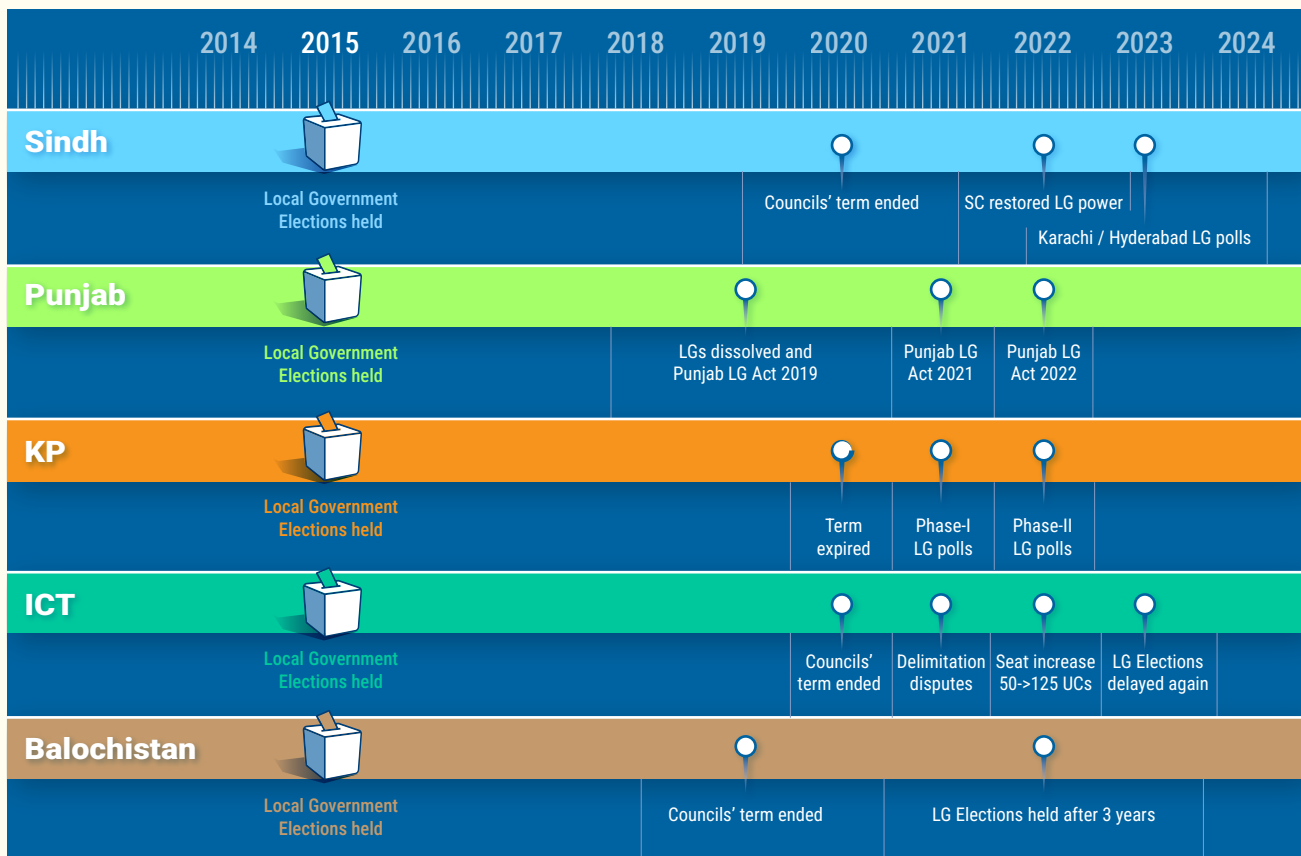 2014 2015 2016 2017 2018 2019 2020 2021 2022 2023 2024
Sindh
Local Government
Elections held
Councils’ term ended
SC restored LG power
Karachi / Hyderabad LG polls
Punjab
Local Government
Elections held
LGs dissolved and
Punjab LG Act 2019
Punjab LG
Act 2021
Punjab LG
Act 2022
KP
Local Government
Elections held
Term
expired
Phase-I
LG polls
Phase-II
LG polls
ICT
Local Government
Elections held
Councils’
term ended
Delimitation
disputes
Seat increase
50->125 UCs
LG Elections
delayed again
Balochistan
Local Government
Elections held
Councils’ term ended
LG Elections held after 3 years